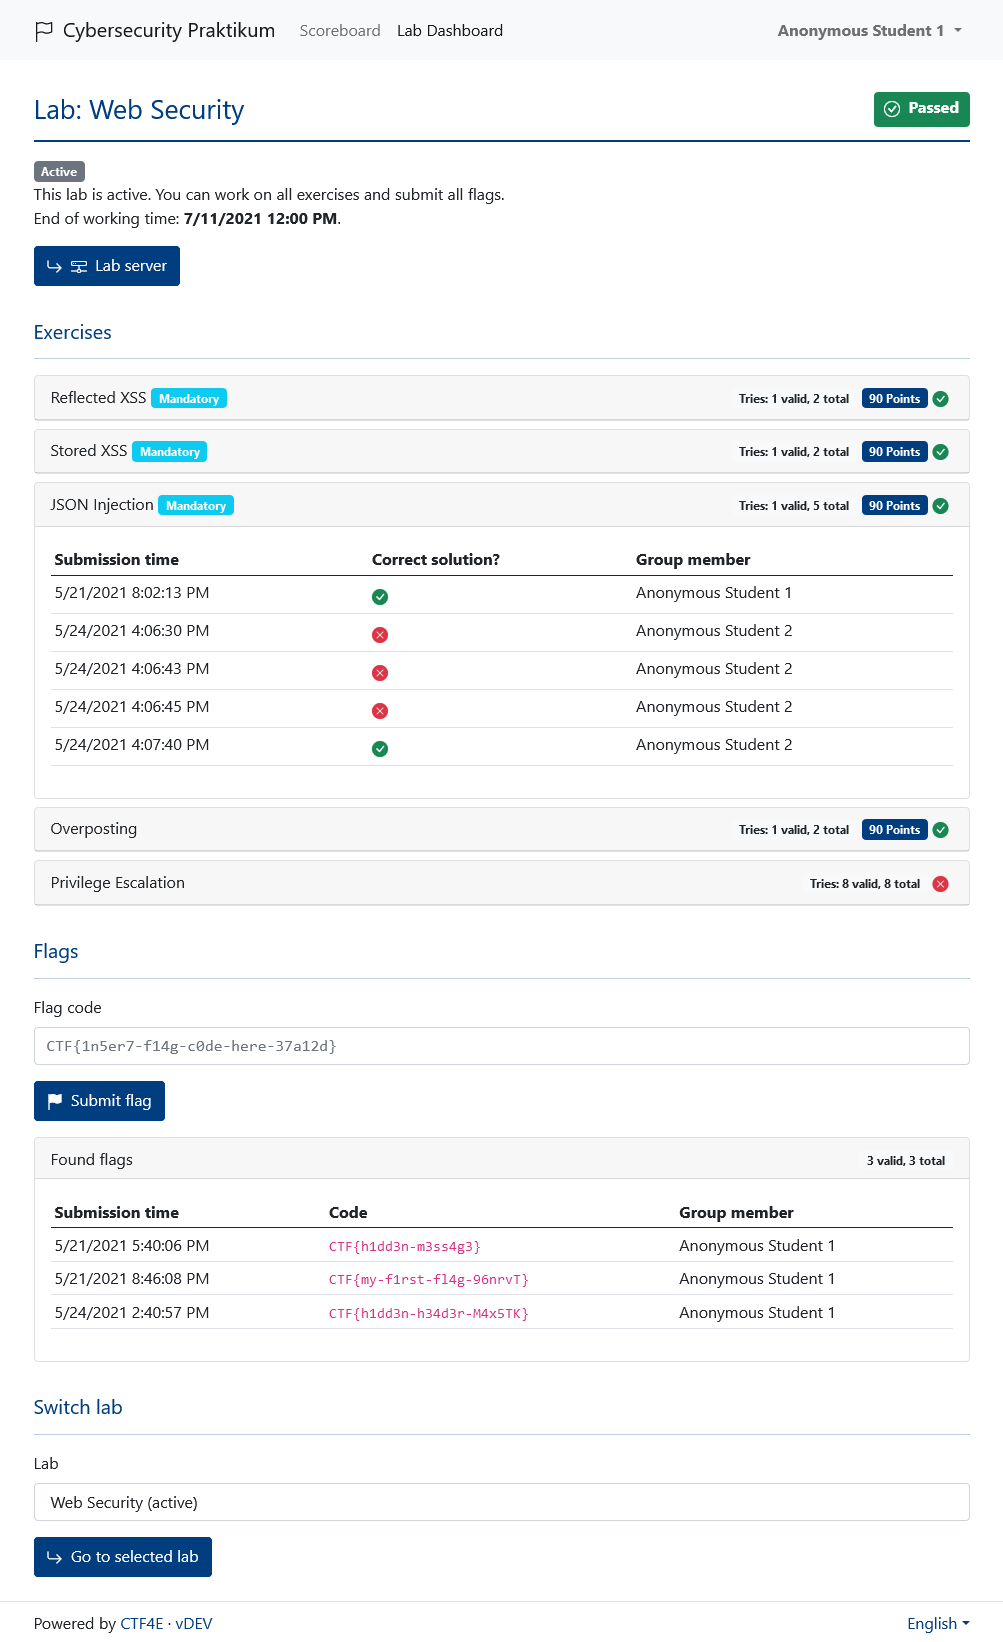 Cybersecurity Praktikum Scoreboard Lab Dashboard Anonymous Student 1
Lab: Web Security Passed
Active
This lab is active. You can work on all exercises and submit all flags.
End of working time: 7/11/2021 12:00 PM.
Lab server
Exercises
Reflected XSS Mandatory Tries: 1 valid, 2 total 90 Points
Stored XSS Mandatory Tries: 1 valid, 2 total 90 Points
JSON Injection Mandatory Tries: 1 valid, 5 total 90 Points
Submission time Correct solution? Group member
5/21/2021 8:02:13 PM Anonymous Student 1
5/24/2021 4:06:30 PM Anonymous Student 2
5/24/2021 4:06:43 PM Anonymous Student 2
5/24/2021 4:06:45 PM Anonymous Student 2
5/24/2021 4:07:40 PM Anonymous Student 2
Overposting Tries: 1 valid, 2 total 90 Points
Privilege Escalation Tries: 8 valid, 8 total
Flags
Flag code
CTF{1n5er7-f14g-c0de-here-37a12d}
Submit flag
Found flags 3 valid, 3 total
Submission time Code Group member
5/21/2021 5:40:06 PM CTF{h1dd3n-m3ss4g3} Anonymous Student 1
5/21/2021 8:46:08 PM CTF{my-f1rst-fl4g-96nrvT} Anonymous Student 1
5/24/2021 2:40:57 PM CTF{h1dd3n-h34d3r-M4x5TK} Anonymous Student 1
Switch lab
Lab
Web Security (active)
Go to selected lab
Powered by CTF4E · vDEV English